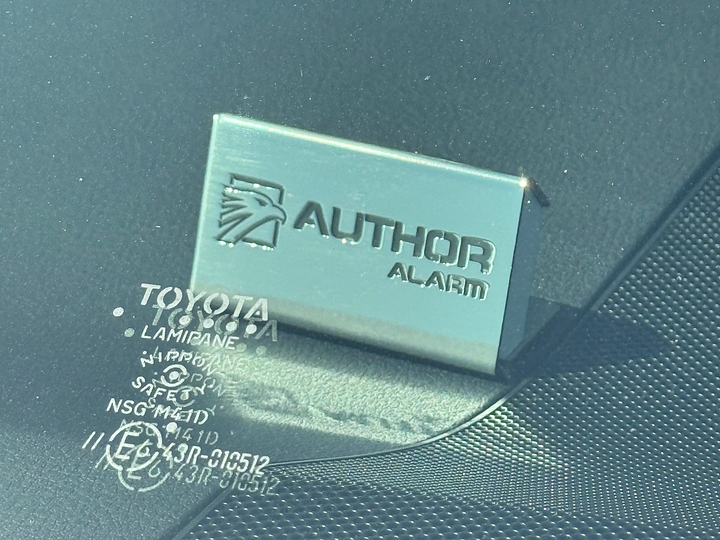 AUTHOR
ALARM
TOYOTA
LAMIPANE
NIPPON
SAFETY
NSG M41D
43R-010512